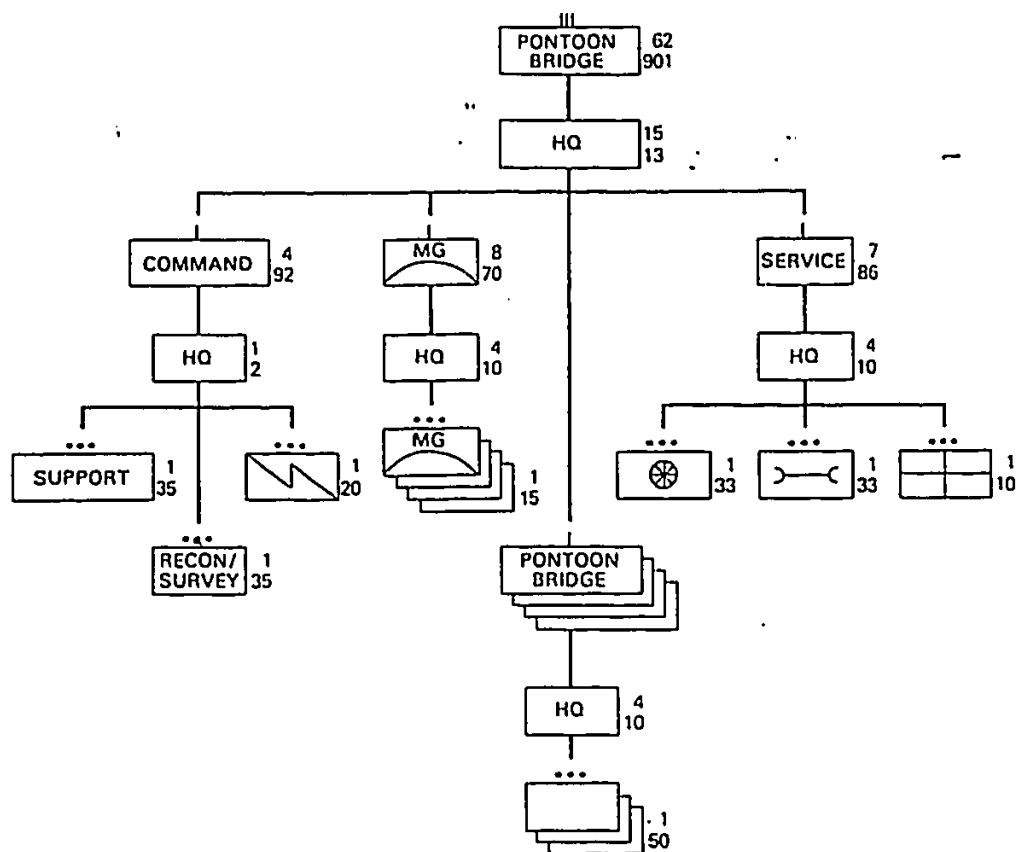 PONTOON BRIDGE
62
901
HQ
15
13
COMMAND
4
92
MG
8
70
SERVICE
7
86
HQ
1
2
HQ
4
10
HQ
4
10
SUPPORT
1
35
1
20
MG
1
15
1
33
1
33
1
10
RECON/
SURVEY
1
35
PONTOON
BRIDGE
HQ
4
10
1
50